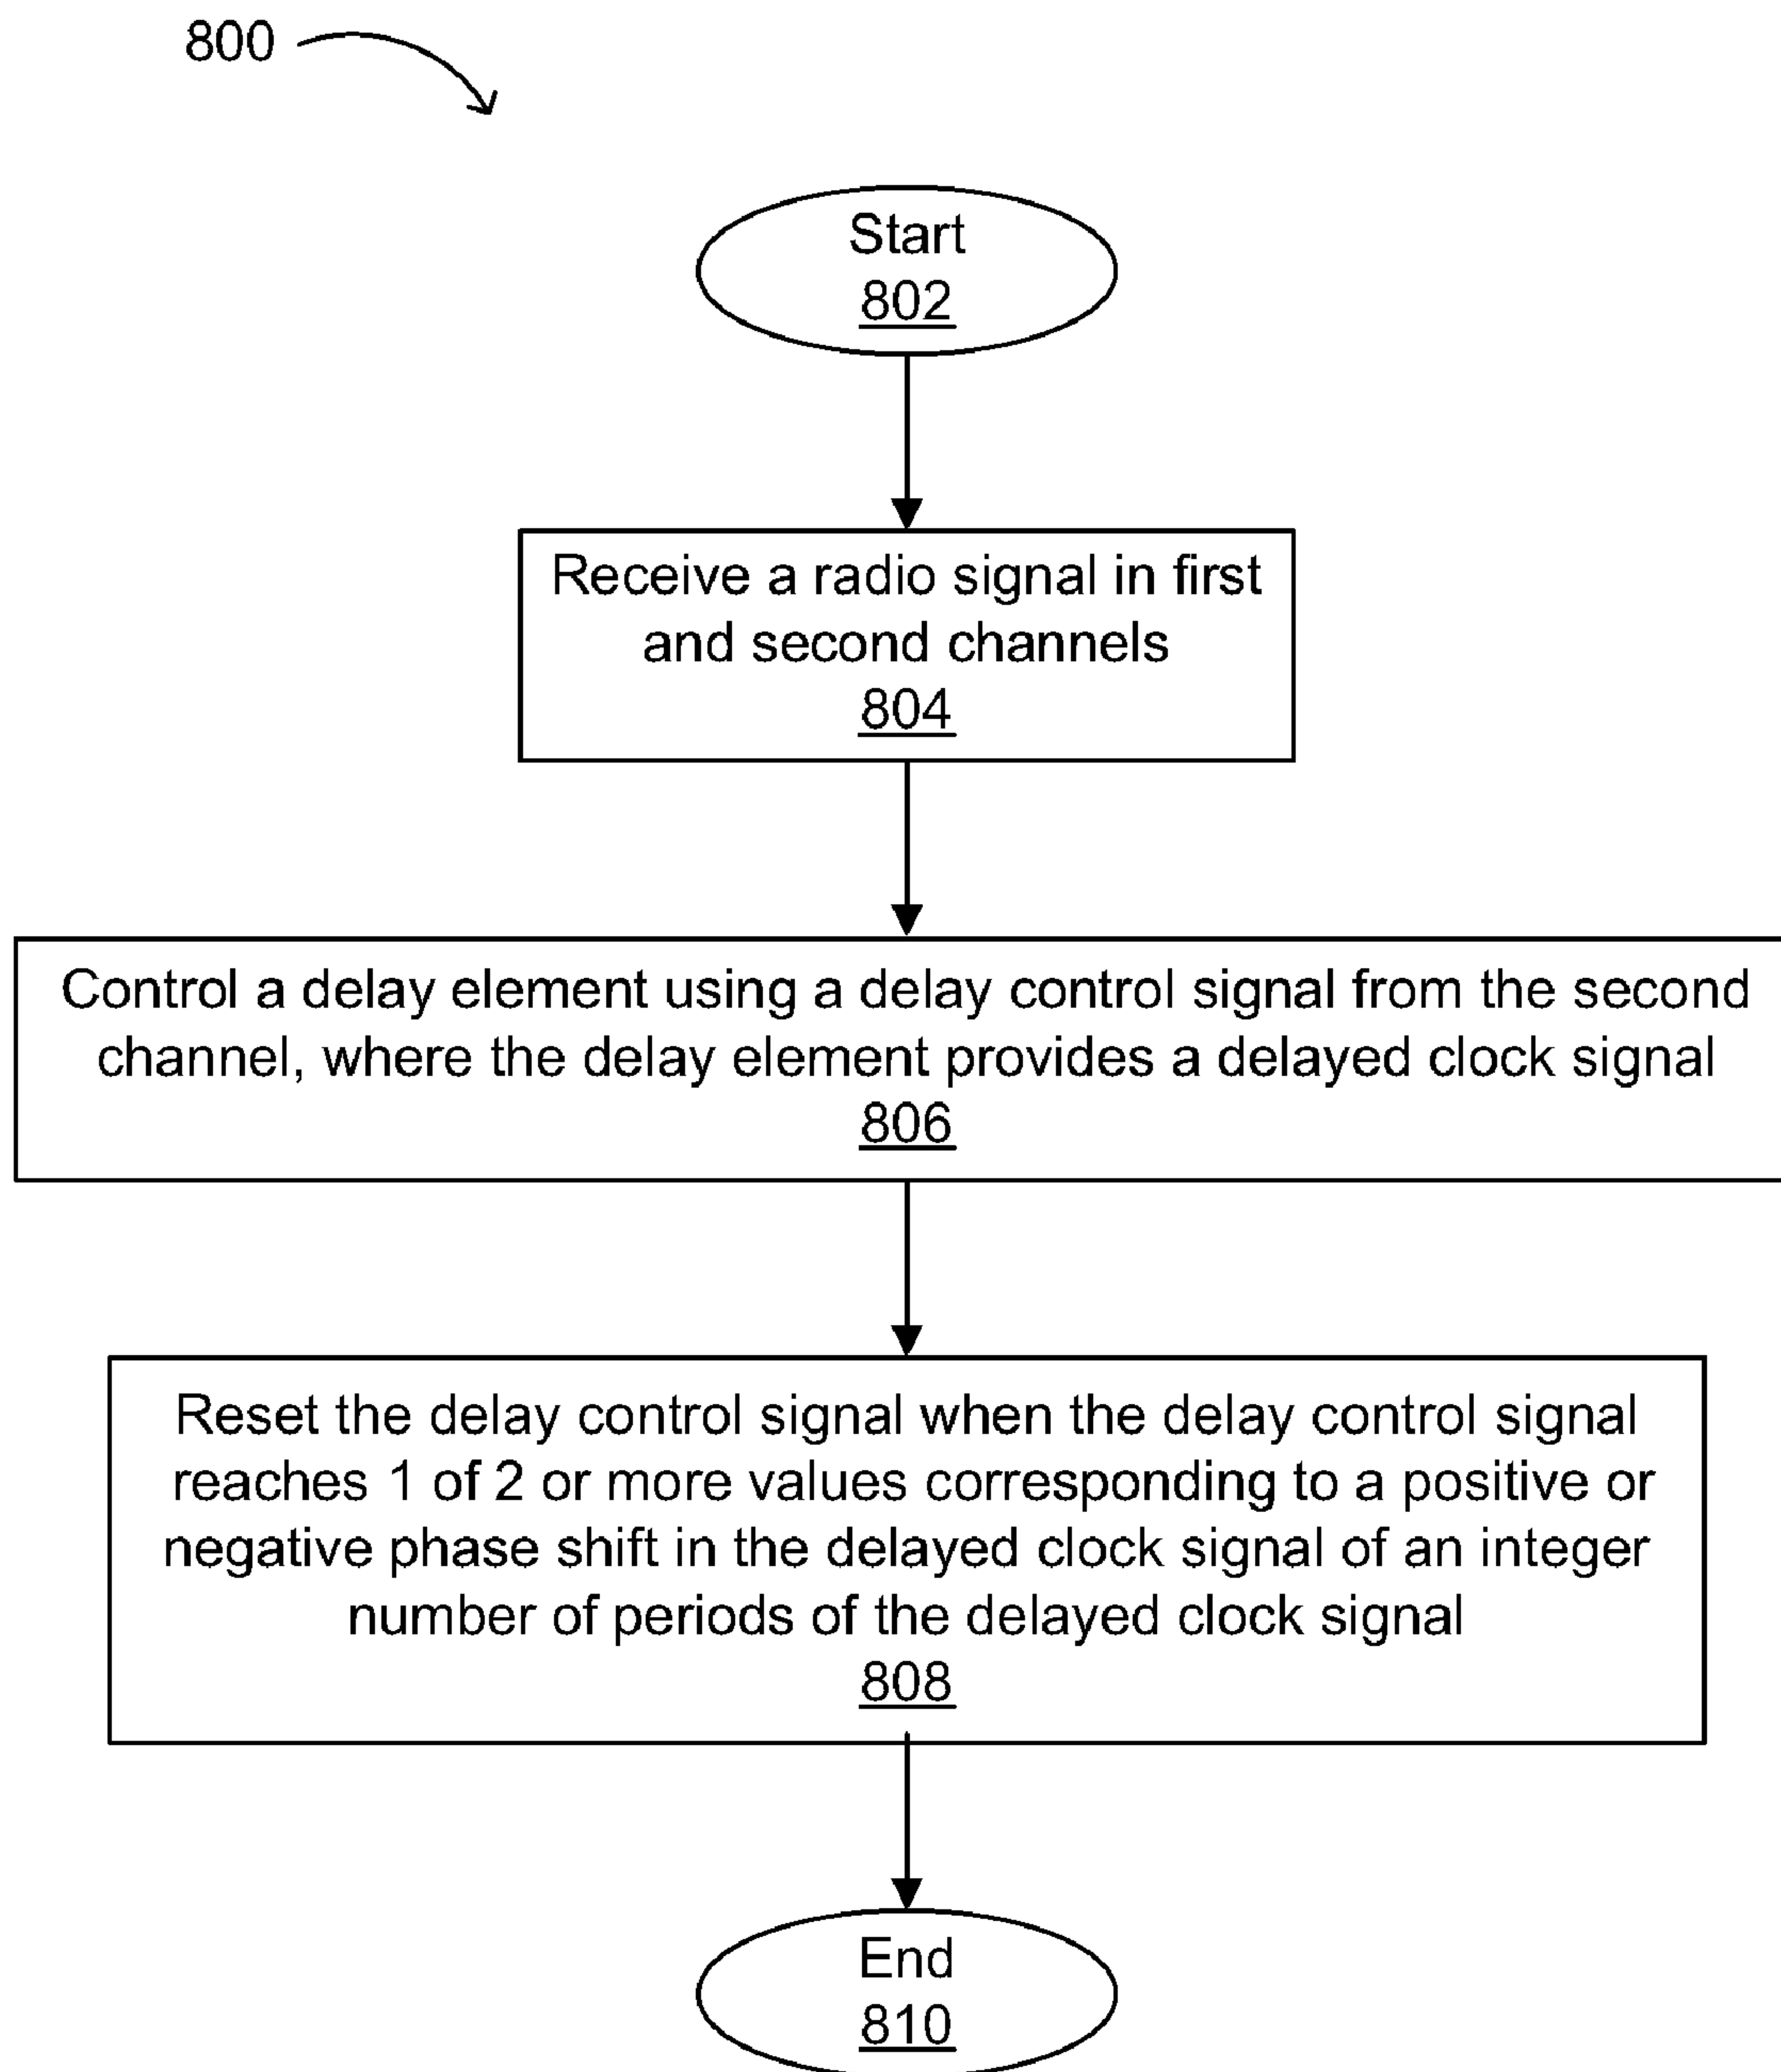 800
Start
802
Receive a radio signal in first
and second channels
804
Control a delay element using a delay control signal from the second
channel, where the delay element provides a delayed clock signal
806
Reset the delay control signal when the delay control signal
reaches 1 of 2 or more values corresponding to a positive or
negative phase shift in the delayed clock signal of an integer
number of periods of the delayed clock signal
808
End
810